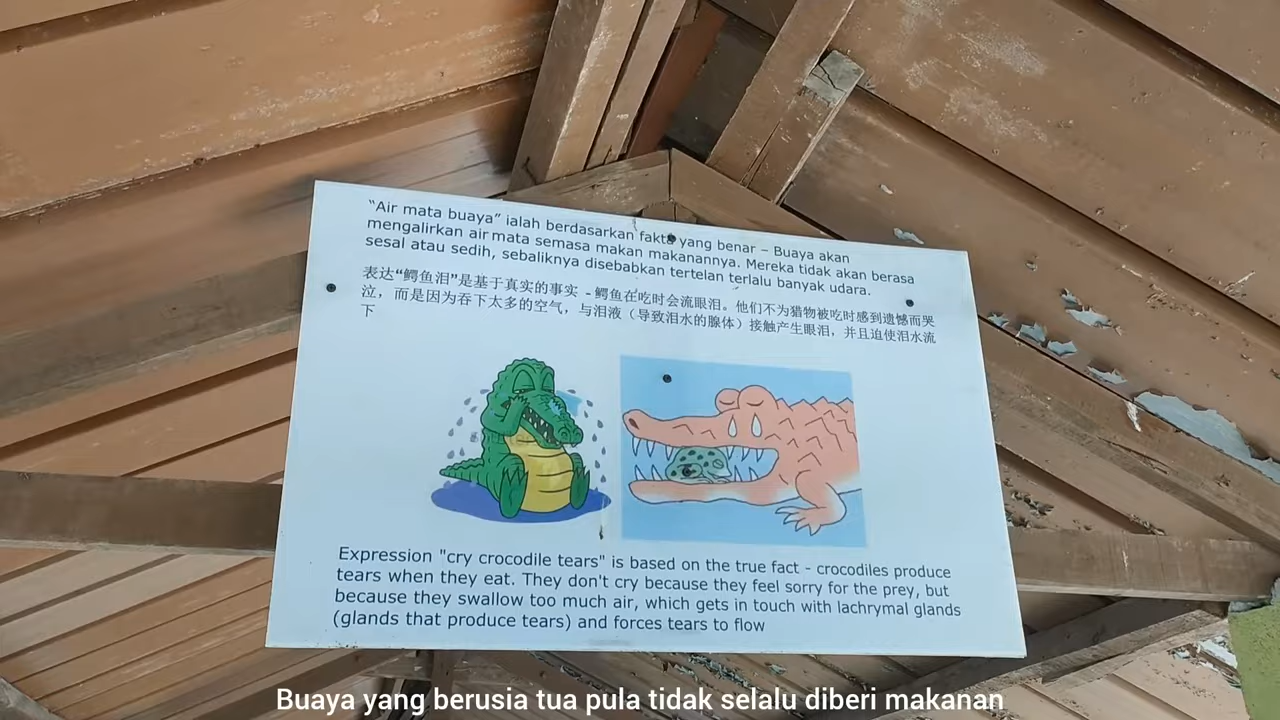 “Air mata buaya” ialah berdasarkan fakta yang benar – Buaya akan
mengalirkan air mata semasa makan makanannya. Mereka tidak akan berasa
sesal atau sedih, sebaliknya disebabkan tertelan terlalu banyak udara.
表达“鳄鱼泪”是基于真实的事实 - 鳄鱼在吃时会流眼泪。他们不为猎物被吃时感到遗憾而哭
泣，而是因为吞下太多的空气，与泪液（导致泪水的腺体）接触产生眼泪，并且迫使泪水流
下
Expression "cry crocodile tears" is based on the true fact - crocodiles produce
tears when they eat. They don't cry because they feel sorry for the prey, but
because they swallow too much air, which gets in touch with lachrymal glands
(glands that produce tears) and forces tears to flow
Buaya yang berusia tua pula tidak selalu diberi makanan